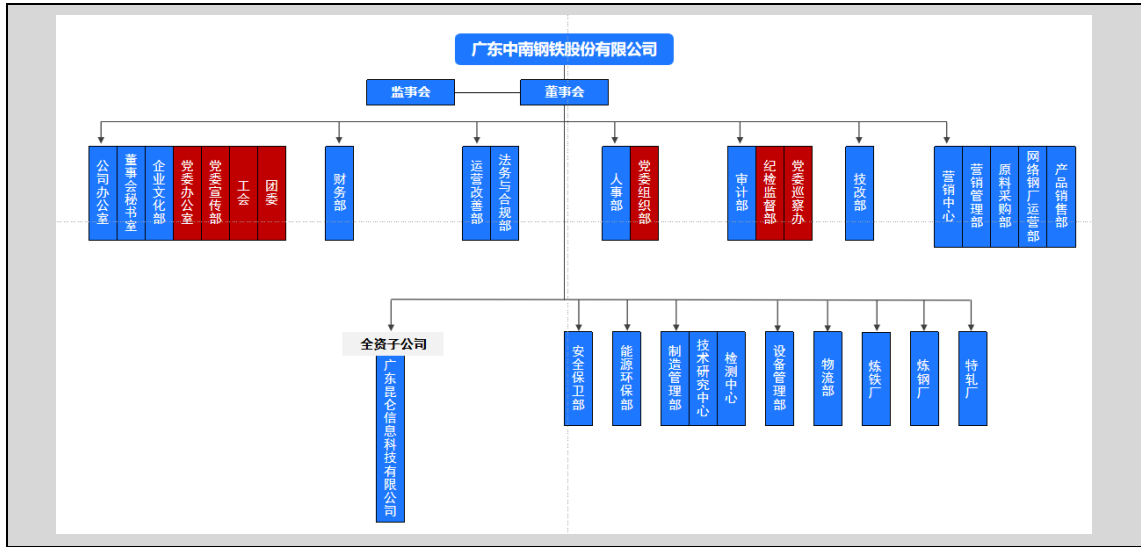 广东中南钢铁股份有限公司
监事会
董事会
公司办公室
董事会秘书室
企业文化部
党委办公室
党委宣传部
工会
团委
财务部
运营改善部
法务与合规部
人事部
党委组织部
审计部
纪检监督部
党委巡察办
技改部
营销中心
营销管理部
原料采购部
网络钢厂运营部
产品销售部
全资子公司
广东昆仑信息科技有限公司
安全保卫部
能源环保部
制造管理部
技术研究中心
检测中心
设备管理部
物流部
炼铁厂
炼钢厂
特轧厂